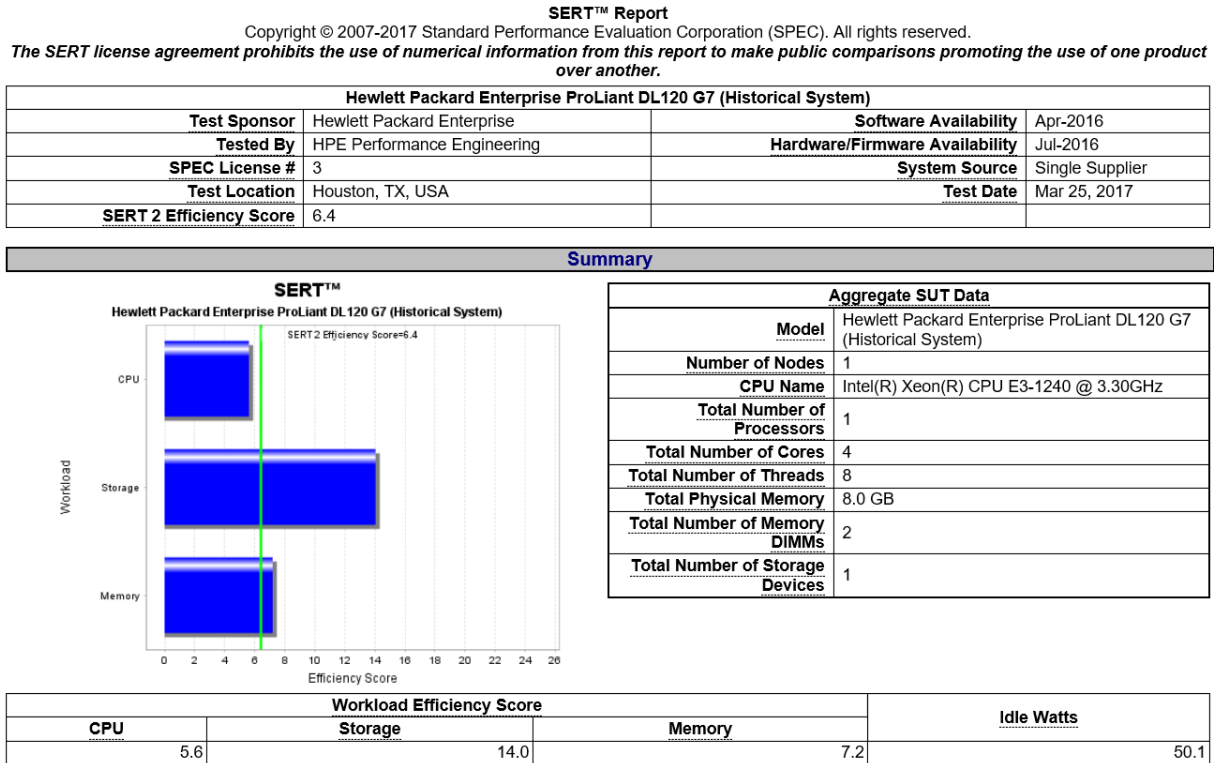 SERT™ Report
Copyright © 2007-2017 Standard Performance Evaluation Corporation (SPEC). All rights reserved.
The SERT license agreement prohibits the use of numerical information from this report to make public comparisons promoting the use of one product
over another.
Hewlett Packard Enterprise ProLiant DL120 G7 (Historical System)
Test Sponsor Hewlett Packard Enterprise Software Availability Apr-2016
Tested By HPE Performance Engineering Hardware/Firmware Availability Jul-2016
SPEC License # 3 System Source Single Supplier
Test Location Houston, TX, USA Test Date Mar 25, 2017
SERT 2 Efficiency Score 6.4
Summary
SERT™
Hewlett Packard Enterprise ProLiant DL120 G7 (Historical System)
SERT 2 Efficiency Score=6.4
CPU
Storage
Memory
Workload
0 2 4 6 8 10 12 14 16 18 20 22 24 26
Efficiency Score
Aggregate SUT Data
Model Hewlett Packard Enterprise ProLiant DL120 G7
(Historical System)
Number of Nodes 1
CPU Name Intel(R) Xeon(R) CPU E3-1240 @ 3.30GHz
Total Number of
Processors 1
Total Number of Cores 4
Total Number of Threads 8
Total Physical Memory 8.0 GB
Total Number of Memory
DIMMs 2
Total Number of Storage
Devices 1
Workload Efficiency Score Idle Watts
CPU Storage Memory
5.6 14.0 7.2 50.1